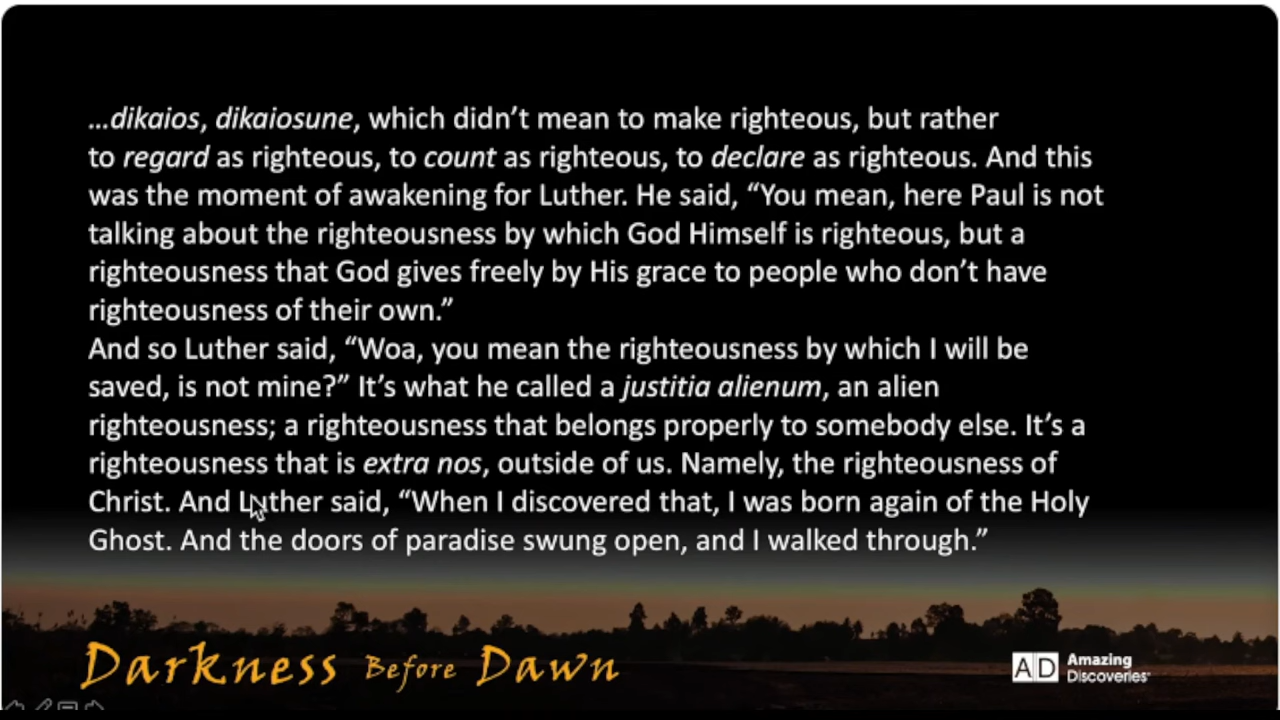 …dikaios, dikaiosune, which didn’t mean to make righteous, but rather
to regard as righteous, to count as righteous, to declare as righteous. And this
was the moment of awakening for Luther. He said, “You mean, here Paul is not
talking about the righteousness by which God Himself is righteous, but a
righteousness that God gives freely by His grace to people who don’t have
righteousness of their own.”
And so Luther said, “Woa, you mean the righteousness by which I will be
saved, is not mine?” It’s what he called a justitia alienum, an alien
righteousness; a righteousness that belongs properly to somebody else. It’s a
righteousness that is extra nos, outside of us. Namely, the righteousness of
Christ. And Luther said, “When I discovered that, I was born again of the Holy
Ghost. And the doors of paradise swung open, and I walked through.”
Darkness Before Dawn
AD Amazing
Discoveries